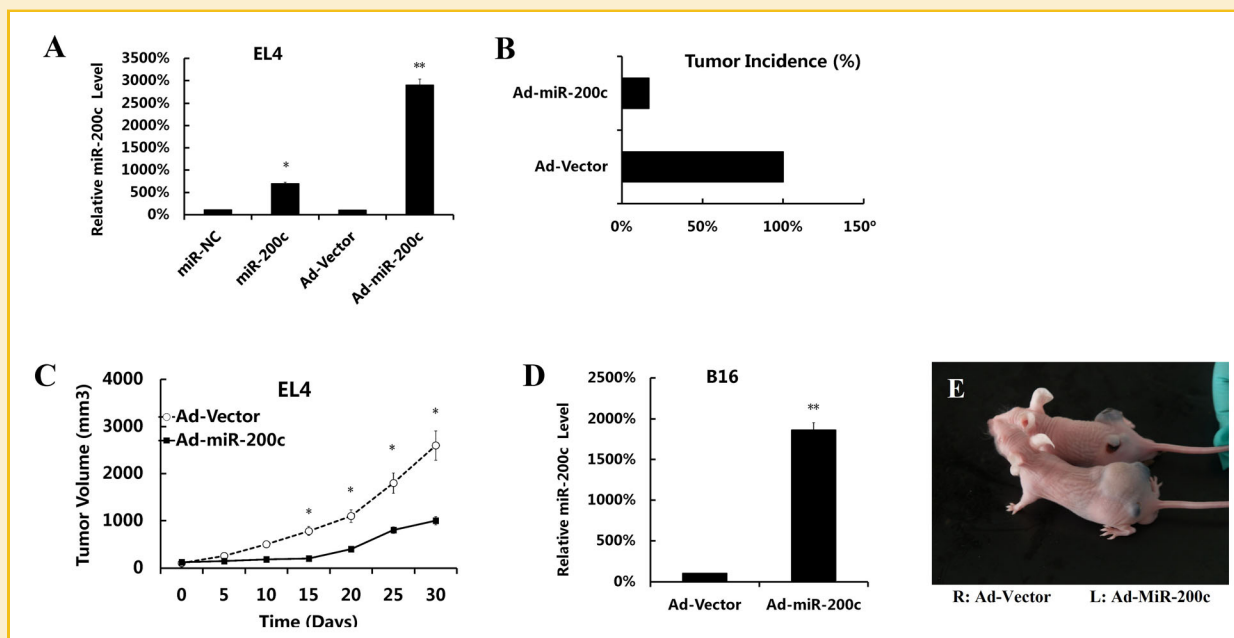 A
EL4
Relative miR-200c Level
3500%
3000%
2500%
2000%
1500%
1000%
500%
0%
**
*
miR-NC
miR-200c
Ad-Vector
Ad-miR-200c
B
Tumor Incidence (%)
Ad-miR-200c
Ad-Vector
0% 50% 100% 150º
C
EL4
Tumor Volume (mm3)
4000
3000
2000
1000
0
Ad-Vector
Ad-miR-200c
* * * *
0 5 10 15 20 25 30
Time (Days)
D
B16
Relative miR-200c Level
2500%
2000%
1500%
1000%
500%
0%
**
Ad-Vector Ad-miR-200c
E
R: Ad-Vector L: Ad-MiR-200c